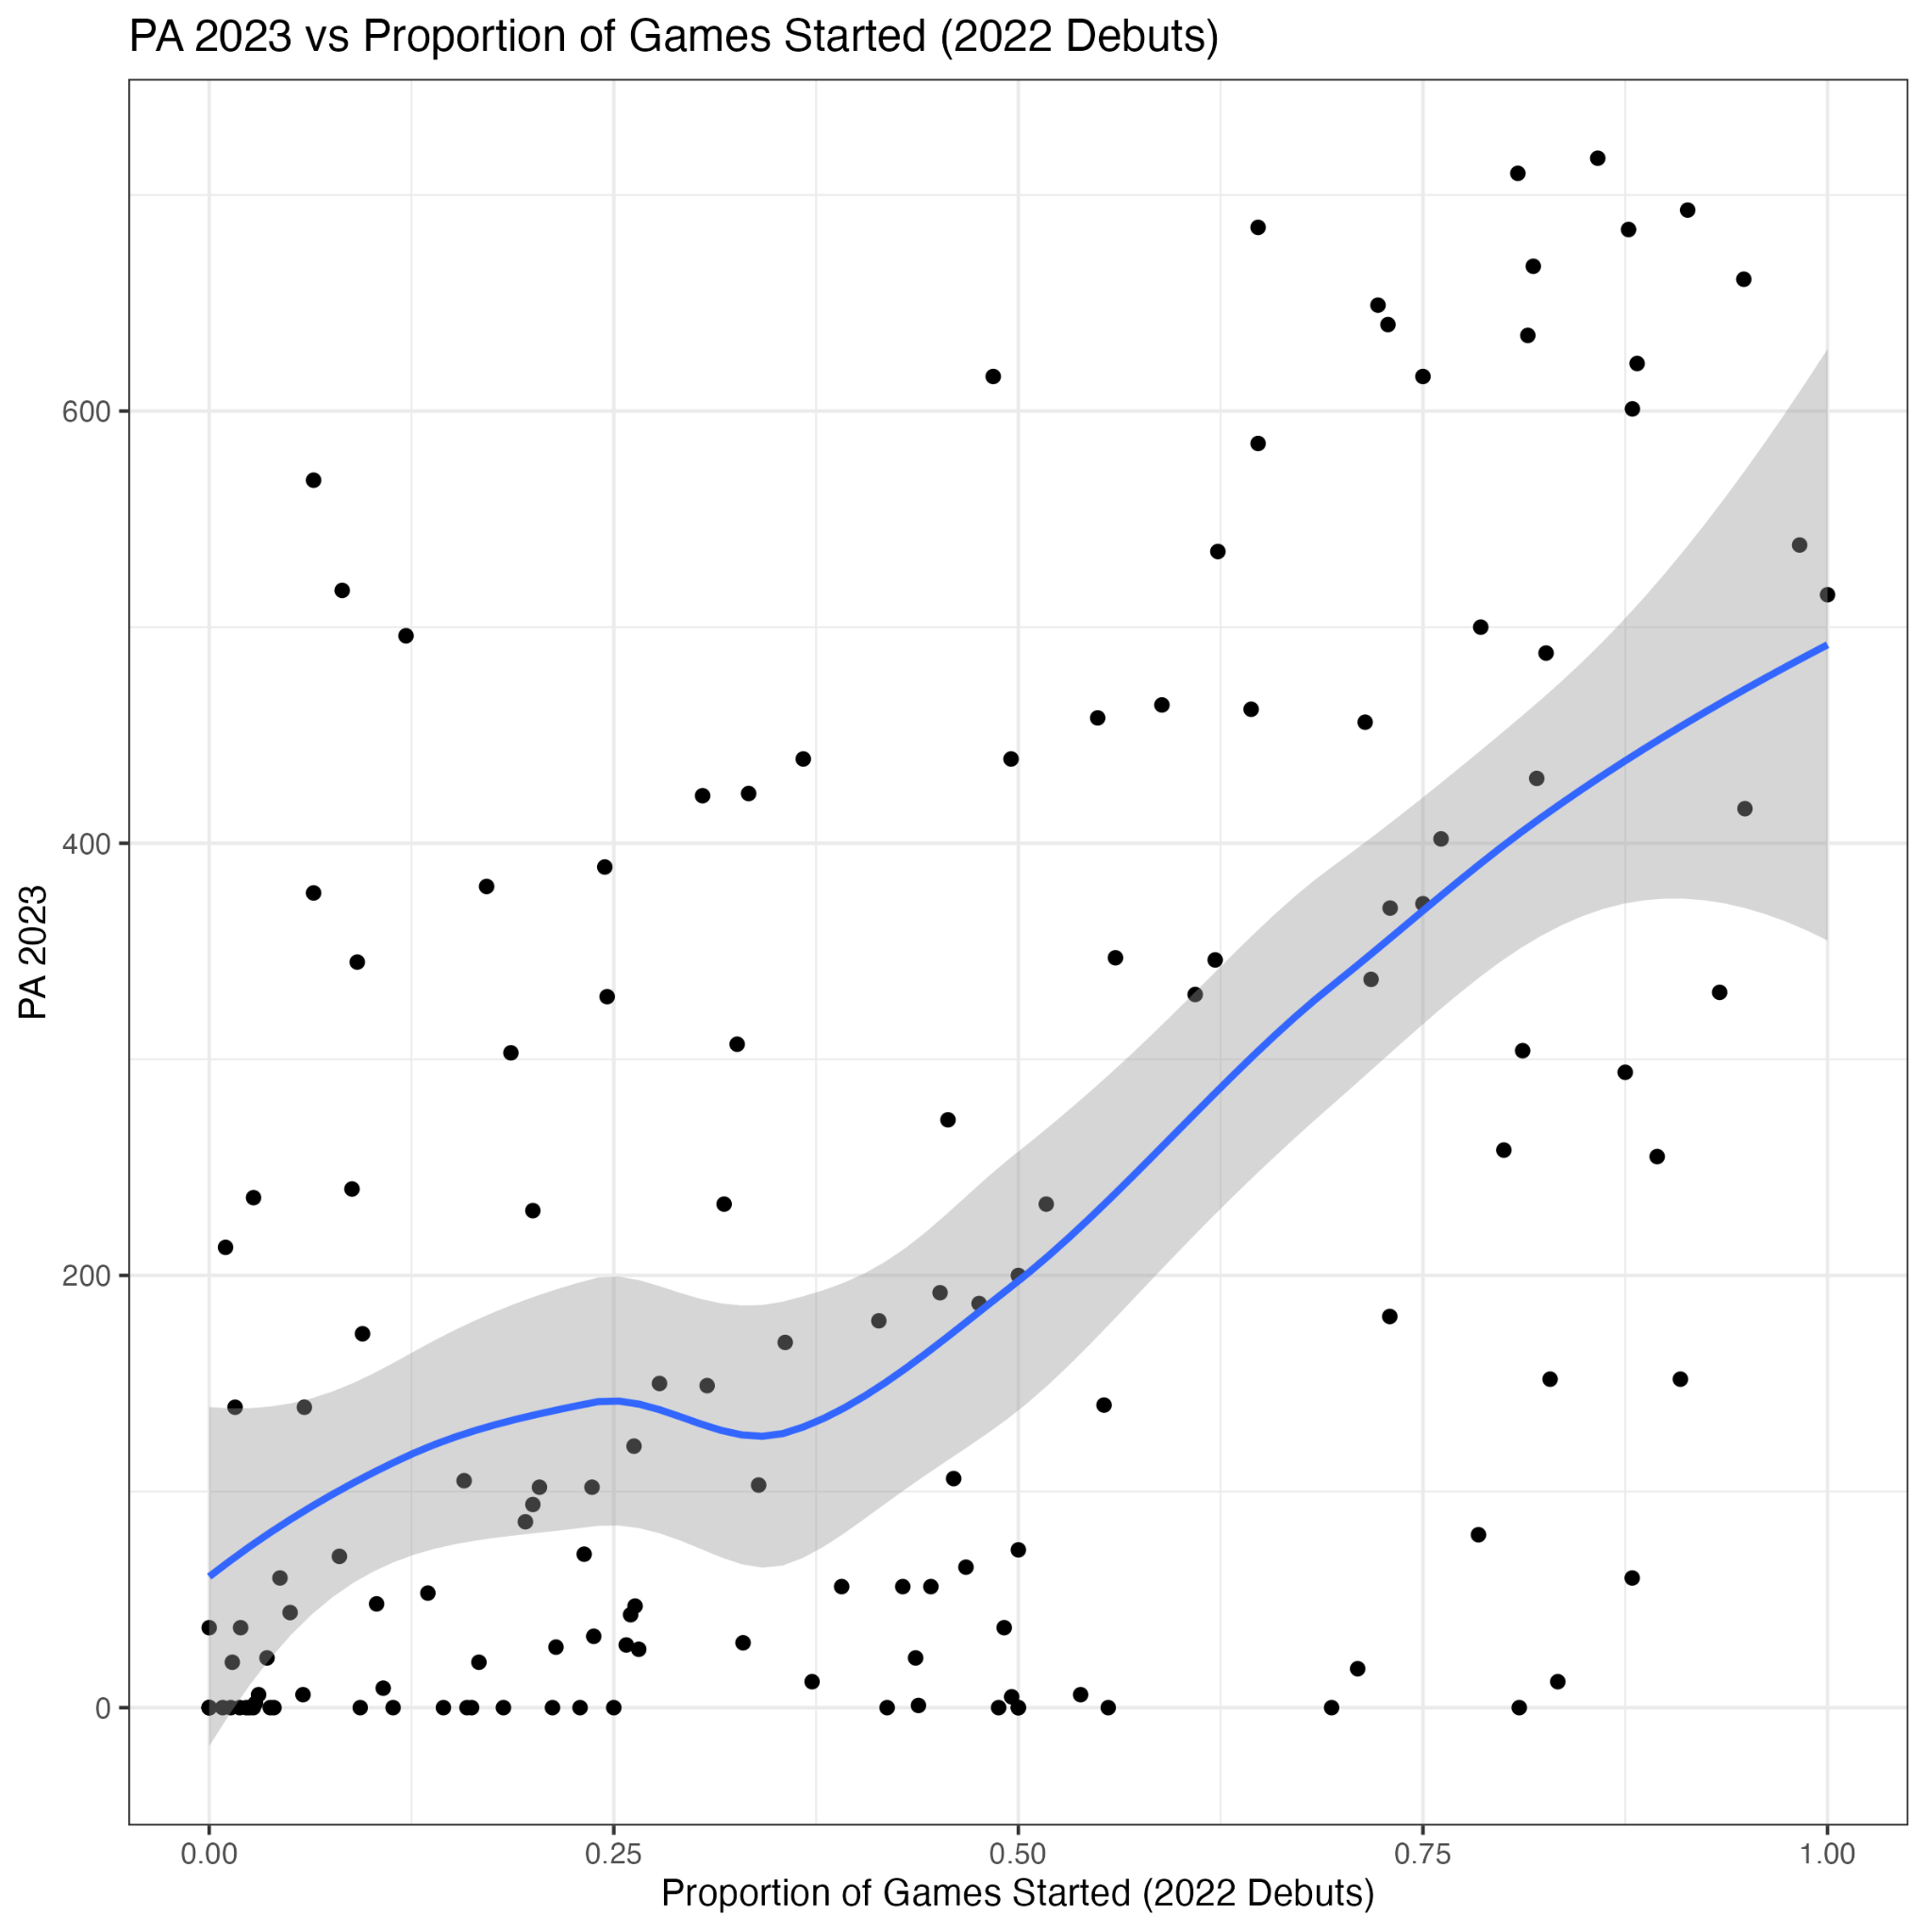 PA 2023 vs Proportion of Games Started (2022 Debuts)
600
400
200
0
PA 2023
0.00 0.25 0.50 0.75 1.00
Proportion of Games Started (2022 Debuts)